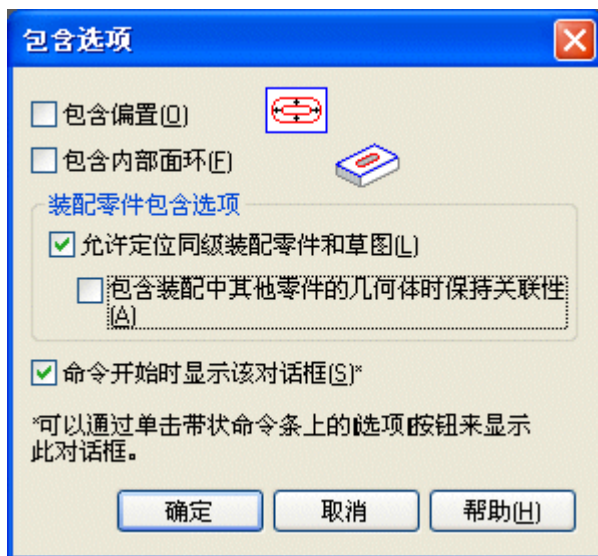 包含选项
包含偏置(O)
包含内部面环(F)
装配零件包含选项
允许定位同级装配零件和草图(L)
包含装配中其他零件的几何体时保持关联性
(A)
命令开始时显示该对话框(S)*
*可以通过单击带状命令条上的“选项”按钮来显示
此对话框。
确定
取消
帮助(H)